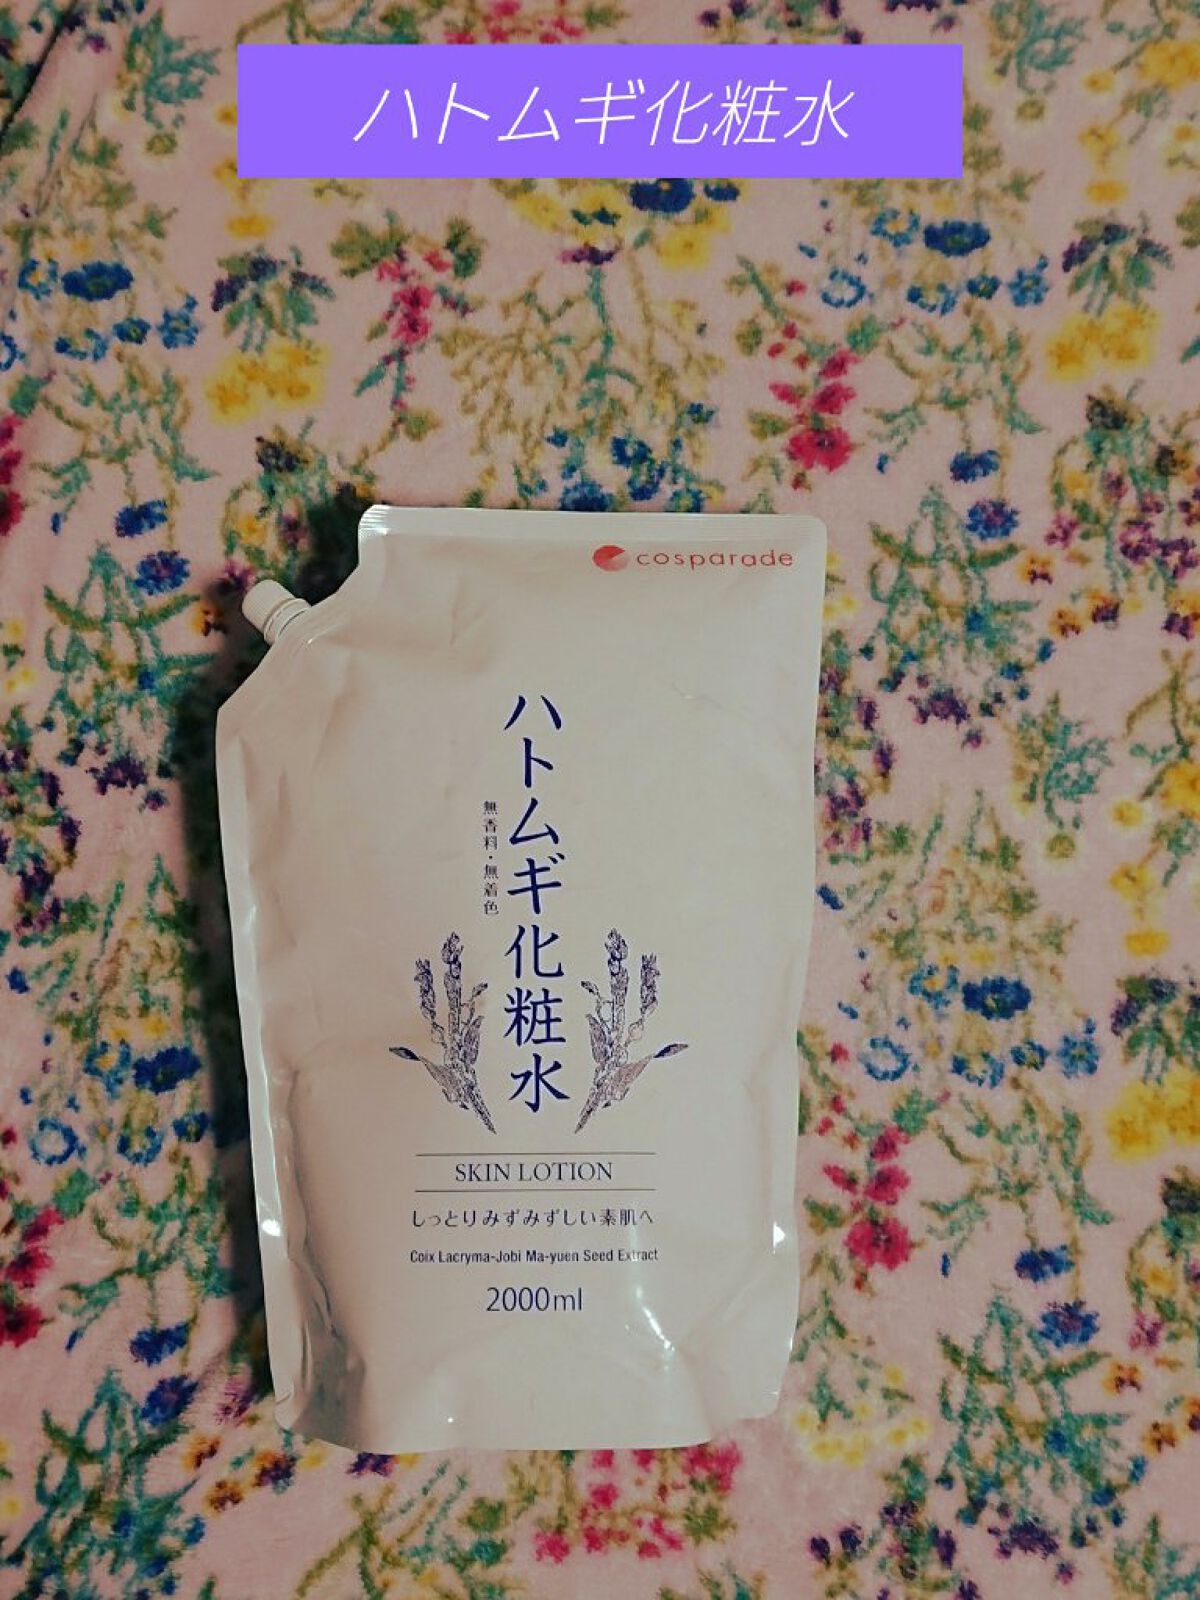 ハトムギ化粧水
cosparade
ハトムギ化粧水
無香料・無着色
SKIN LOTION
しっとりみずみずしい素肌へ
Coix Lacryma-Jobi Ma-yuen Seed Extract
2000ml